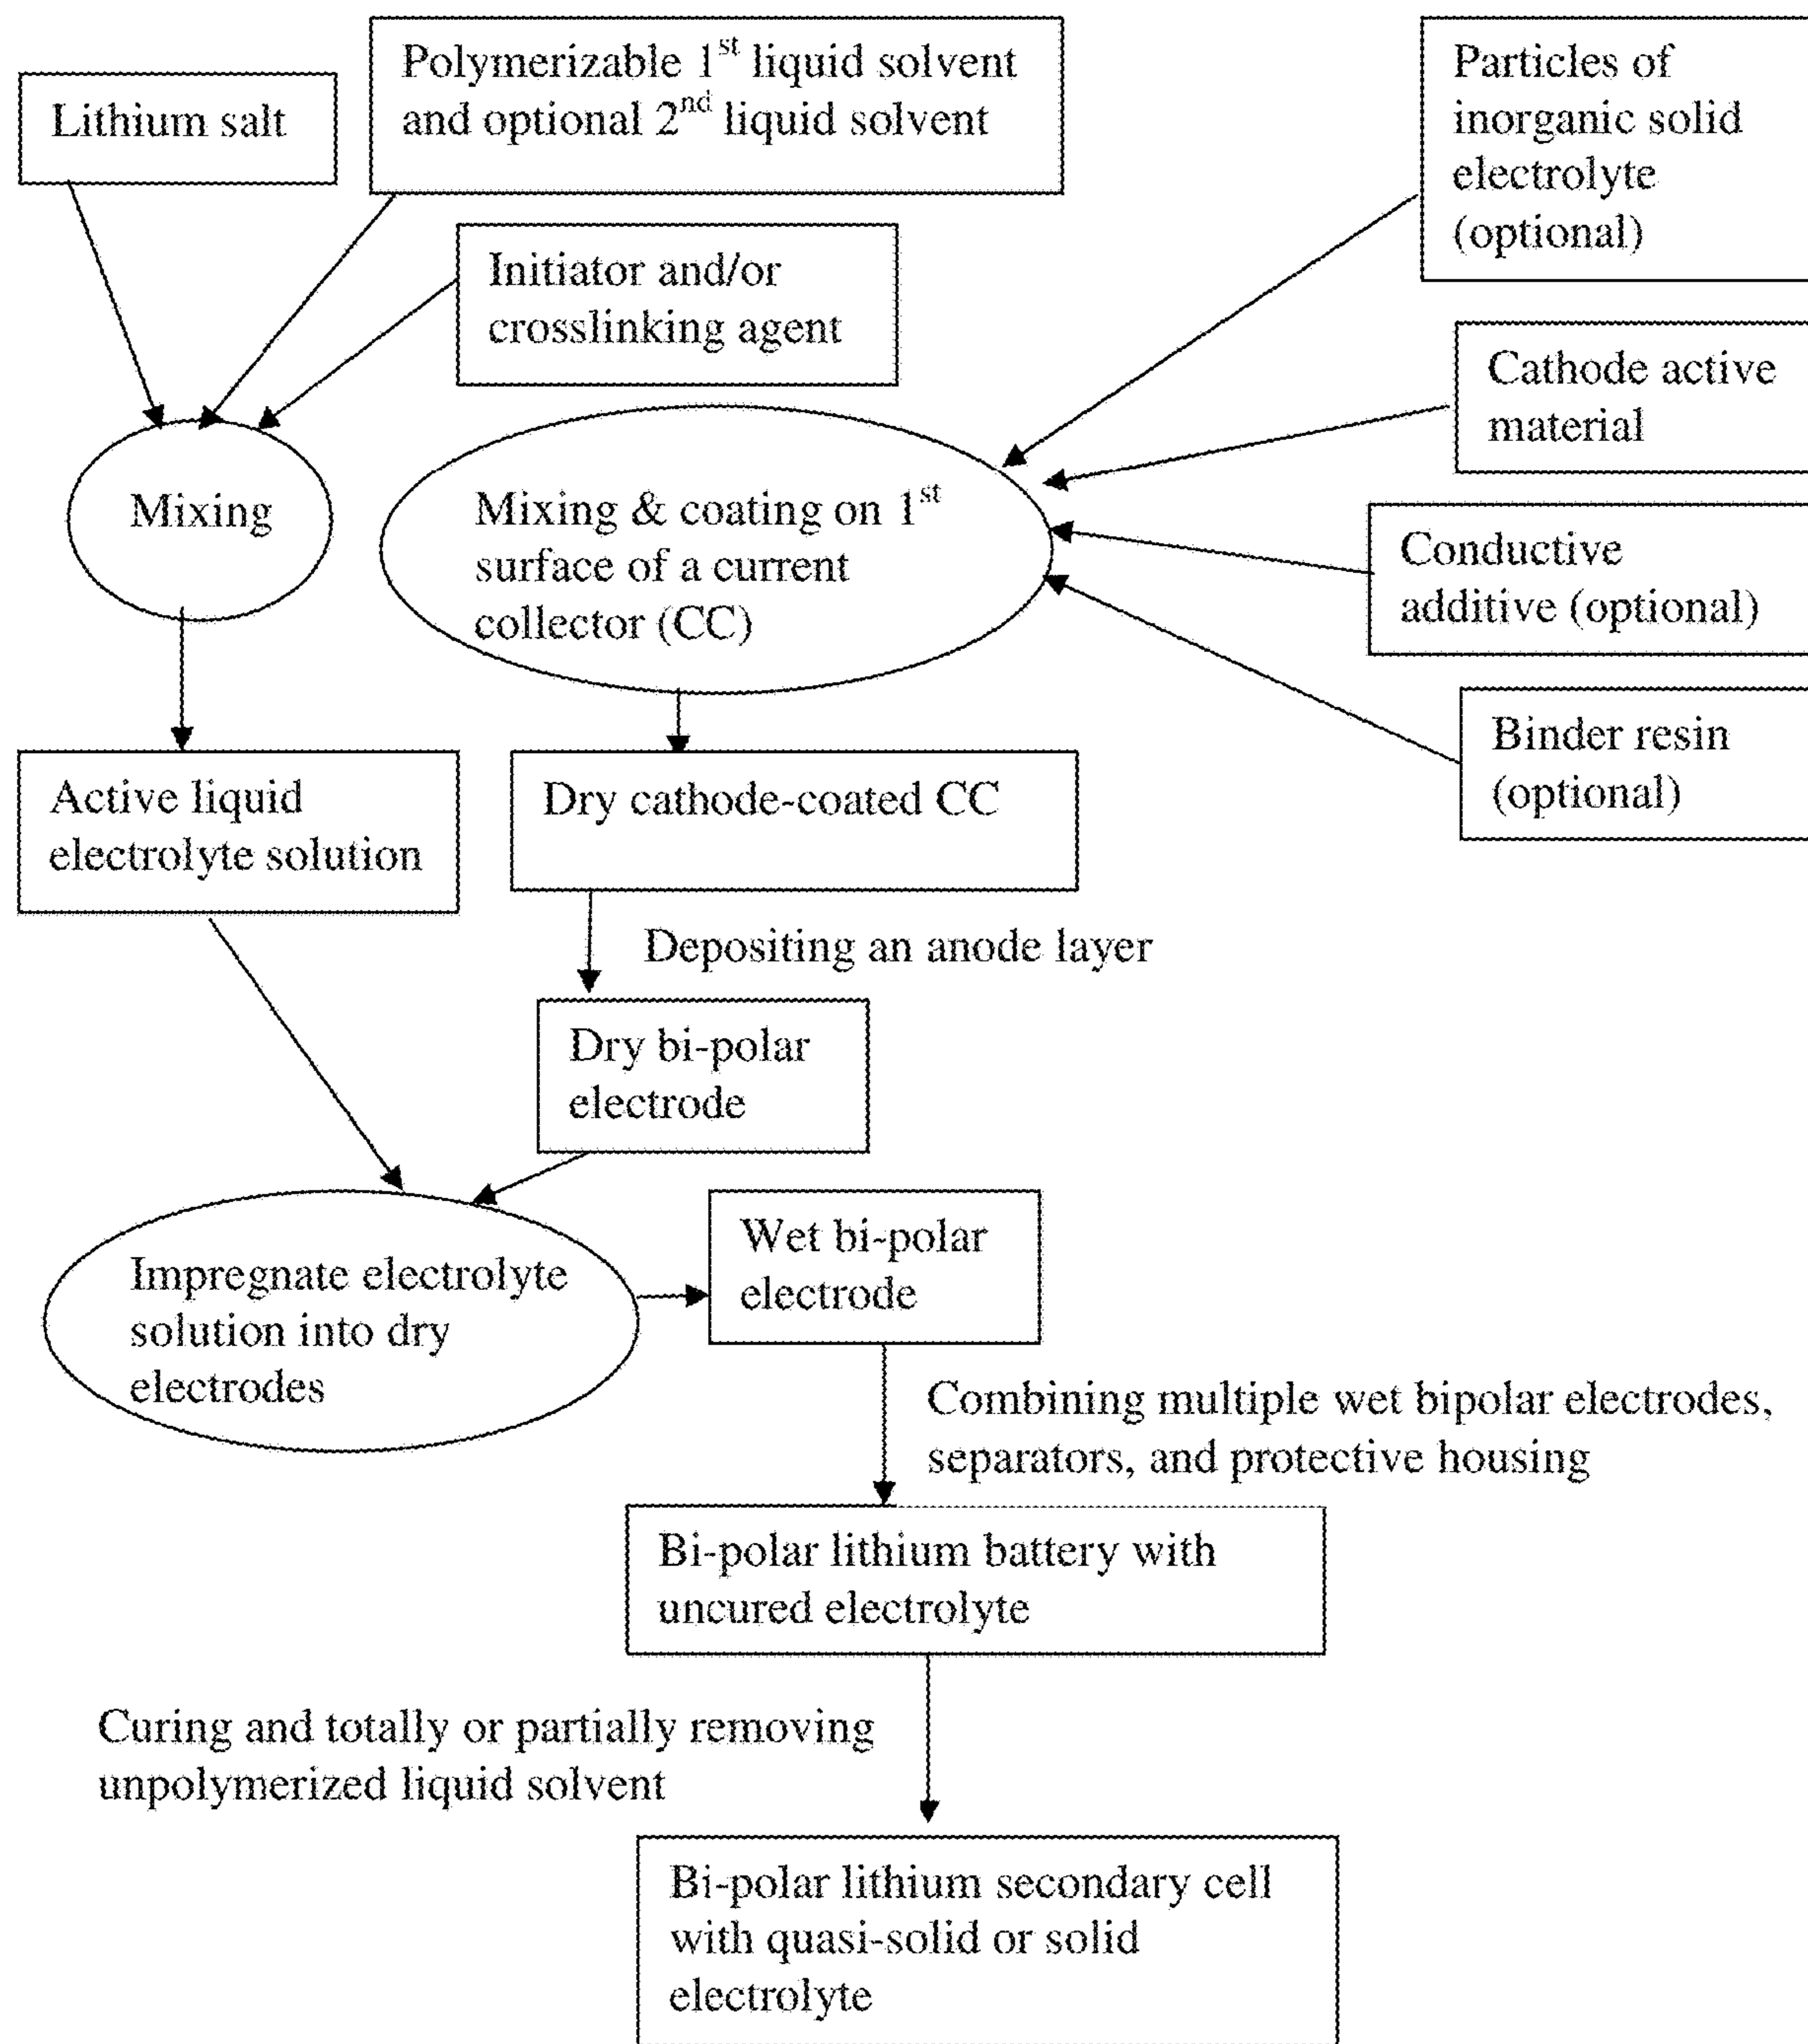 Lithium salt
Polymerizable 1st liquid solvent
and optional 2nd liquid solvent
Initiator and/or
crosslinking agent
Particles of
inorganic solid
electrolyte
(optional)
Cathode active
material
Conductive
additive (optional)
Binder resin
(optional)
Mixing
Mixing & coating on 1st
surface of a current
collector (CC)
Active liquid
electrolyte solution
Dry cathode-coated CC
Depositing an anode layer
Dry bi-polar
electrode
Impregnate electrolyte
solution into dry
electrodes
Wet bi-polar
electrode
Combining multiple wet bipolar electrodes,
separators, and protective housing
Bi-polar lithium battery with
uncured electrolyte
Curing and totally or partially removing
unpolymerized liquid solvent
Bi-polar lithium secondary cell
with quasi-solid or solid
electrolyte